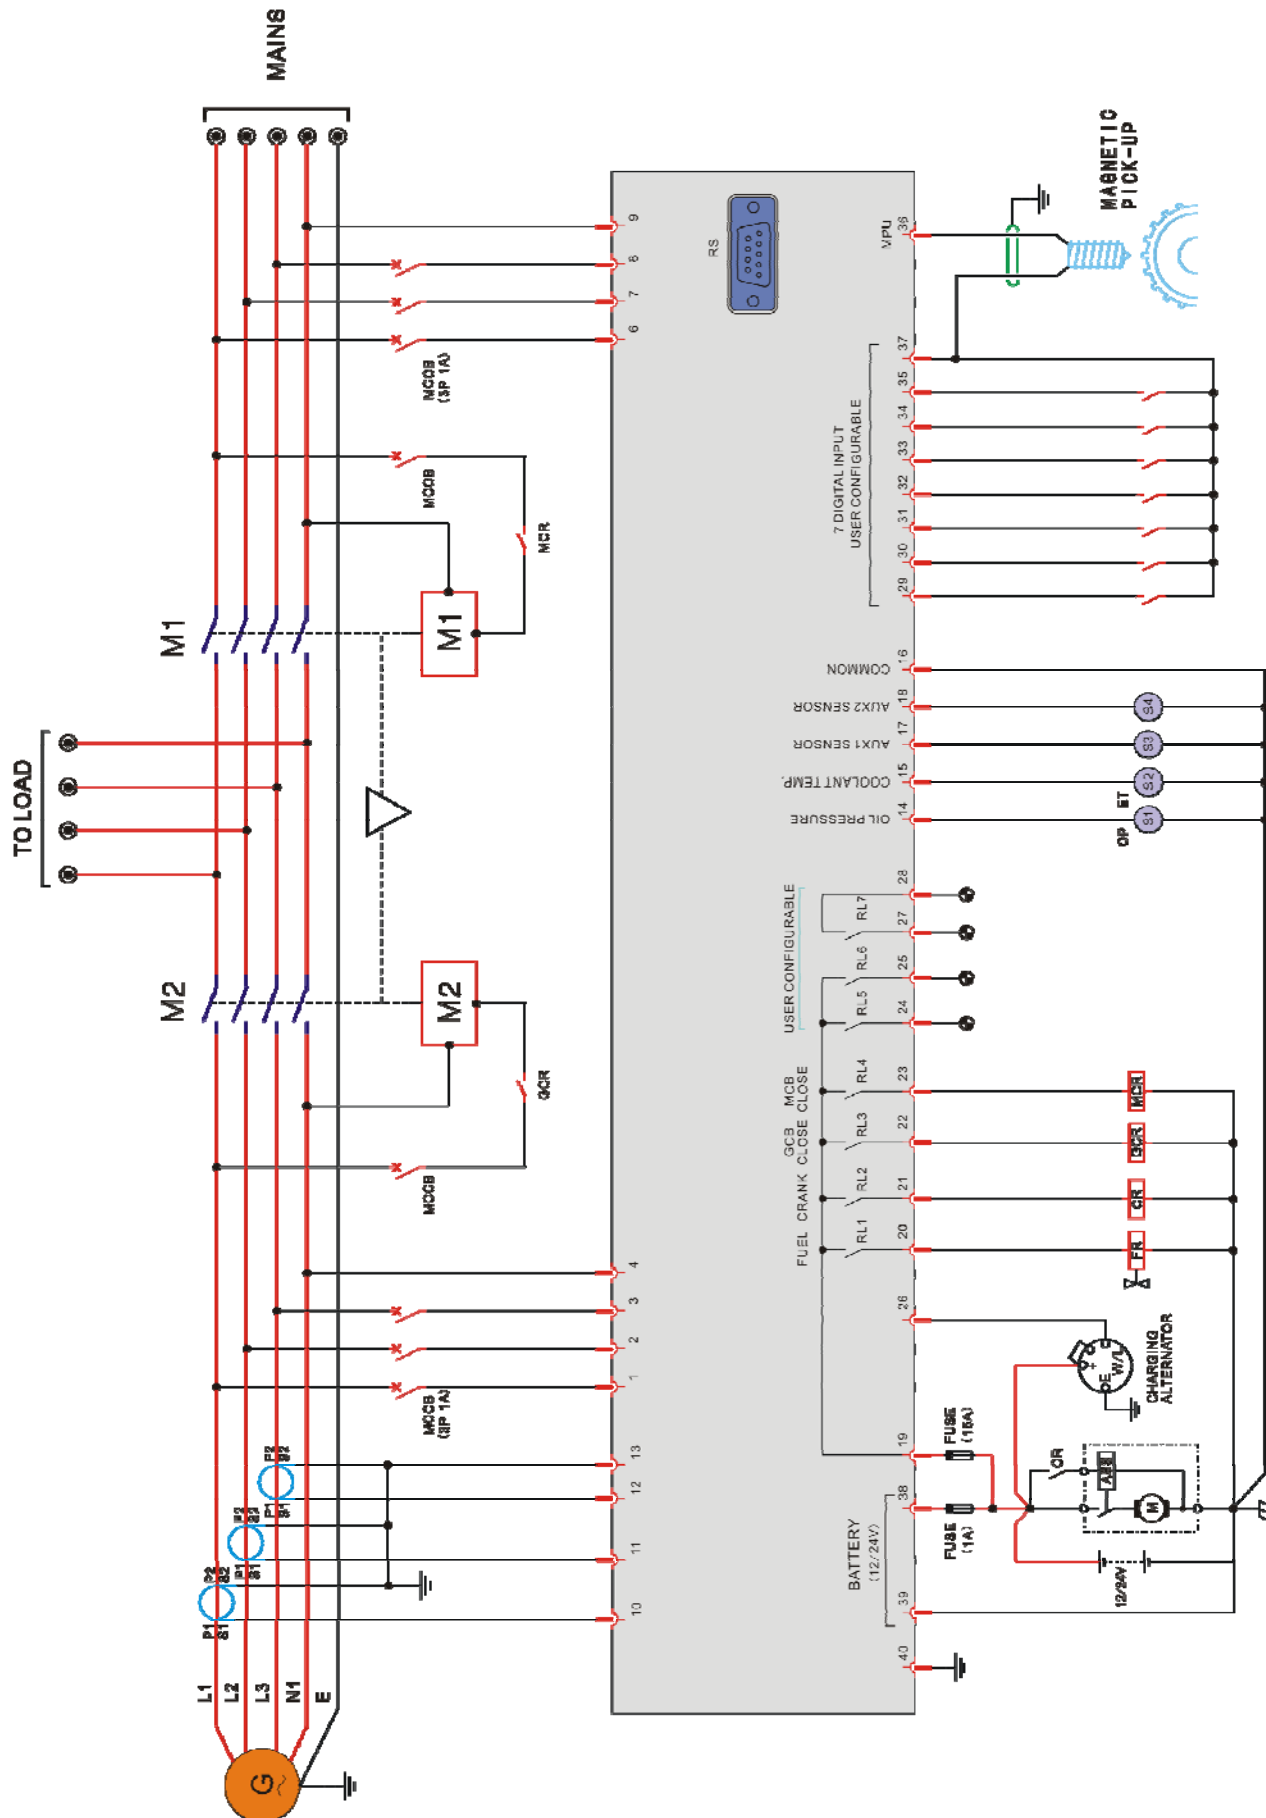 MAINS
TO LOAD
M1
M2
MCCB
(3P 1A)
MCCB
MCR
M1
M2
GCR
MCCB
MCCB
(3P 1A)
L1
L2
L3
N1
E
G
~
P1
S1
P2
S2
P1
S1
P2
S2
P1
S1
P2
S2
10
11
12
13
1
2
3
4
6
7
8
9
RS
MPU
36
MAGNETIC
PICK-UP
7 DIGITAL INPUT
USER CONFIGURABLE
37
35
34
33
32
31
30
29
COMMON
16
AUX2 SENSOR
18
AUX1 SENSOR
17
COOLANT TEMP.
15
OIL PRESSURE
14
S4
S3
S2
ET
S1
OP
USER CONFIGURABLE
RL7
RL6
RL5
28
27
25
24
MCB
CLOSE
RL4
23
GCB
CLOSE
RL3
22
CRANK
RL2
21
FUEL
RL1
20
MCR
GCR
CR
FR
26
CHARGING
ALTERNATOR
W/L
+
E
19
FUSE
(15A)
38
FUSE
(1A)
BATTERY
(12/24V)
39
40
CR
M
12/24V